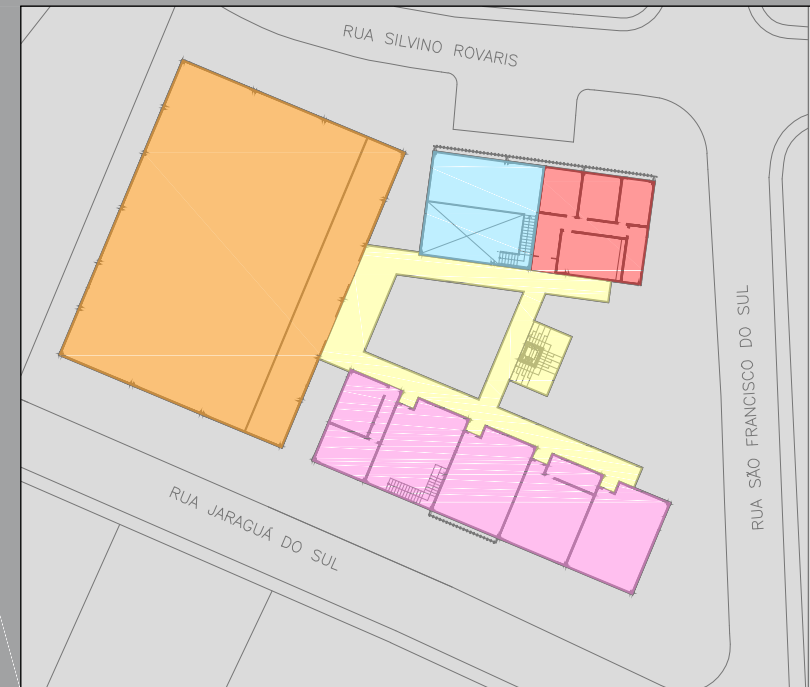 RUA SILVINO ROVARIS
RUA SÃO FRANCISCO DO SUL
RUA JARAGUÁ DO SUL